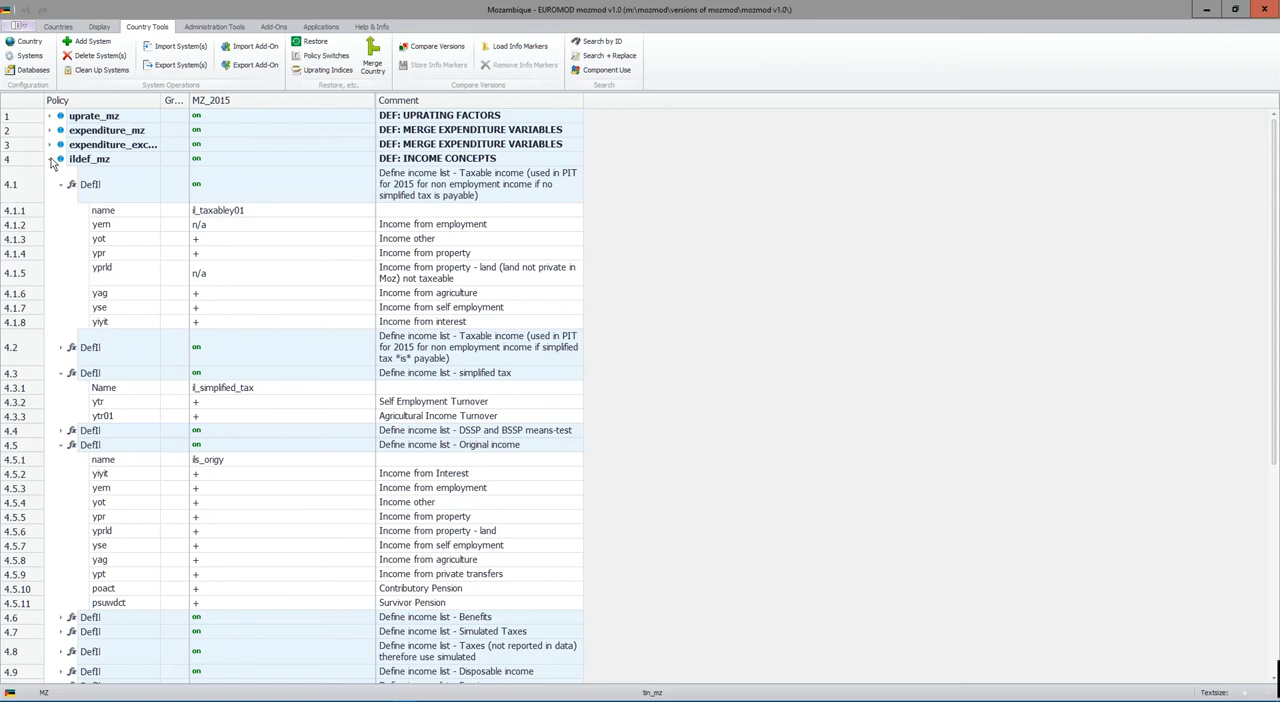 Mozambique - EUROMOD mozmod v1.0 (m:\mozmod\versions of mozmod\mozmod v1.0\)
Countries Display Country Tools Administration Tools Add-Ons Applications Help & Info
Country Add System Import System(s) Import Add-On Restore Compare Versions Load Info Markers Search by ID
Systems Delete System(s) Policy Switches Search + Replace
Databases Clean Up Systems Export System(s) Export Add-On Uprating Indices Merge Country Store Info Markers Remove Info Markers Component Use
Configuration System Operations Restore, etc. Compare Versions Search
Policy Gr... MZ_2015 Comment
1 uprate_mz on DEF: UPRATING FACTORS
2 expenditure_mz on DEF: MERGE EXPENDITURE VARIABLES
3 expenditure_exc... on DEF: MERGE EXPENDITURE VARIABLES
4 ildef_mz on DEF: INCOME CONCEPTS
4.1 fx DefIl on Define income list - Taxable income (used in PIT
for 2015 for non employment income if no
simplified tax is payable)
4.1.1 name il_taxabley01
4.1.2 yem n/a Income from employment
4.1.3 yot + Income other
4.1.4 ypr + Income from property
4.1.5 yprld n/a Income from property - land (land not private in
Moz) not taxeable
4.1.6 yag + Income from agriculture
4.1.7 yse + Income from self employment
4.1.8 yiyit + Income from interest
4.2 fx DefIl on Define income list - Taxable income (used in PIT
for 2015 for non employment income if simplified
tax *is* payable)
4.3 fx DefIl on Define income list - simplified tax
4.3.1 Name il_simplified_tax
4.3.2 ytr + Self Employment Turnover
4.3.3 ytr01 + Agricultural Income Turnover
4.4 fx DefIl on Define income list - DSSP and BSSP means-test
4.5 fx DefIl on Define income list - Original income
4.5.1 name ils_origy
4.5.2 yiyit + Income from Interest
4.5.3 yem + Income from employment
4.5.4 yot + Income other
4.5.5 ypr + Income from property
4.5.6 yprld + Income from property - land
4.5.7 yse + Income from self employment
4.5.8 yag + Income from agriculture
4.5.9 ypt + Income from private transfers
4.5.10 poact + Contributory Pension
4.5.11 psuwdct + Survivor Pension
4.6 fx DefIl on Define income list - Benefits
4.7 fx DefIl on Define income list - Simulated Taxes
4.8 fx DefIl on Define income list - Taxes (not reported in data)
therefore use simulated
4.9 fx DefIl on Define income list - Disposable income
MZ tin_mz Textsize: